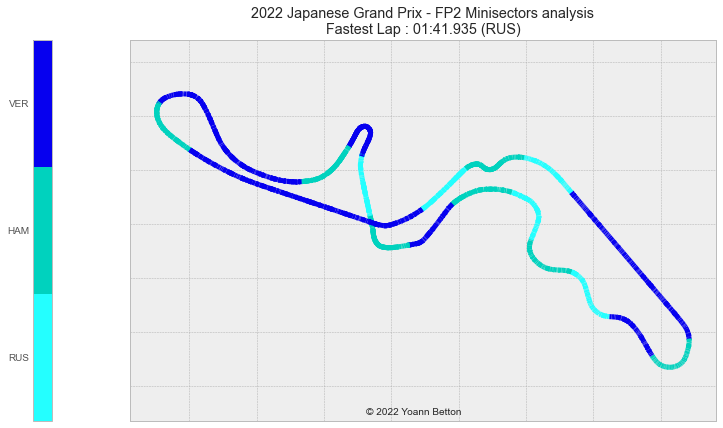 2022 Japanese Grand Prix - FP2 Minisectors analysis
Fastest Lap : 01:41.935 (RUS)
VER
HAM
RUS
© 2022 Yoann Betton